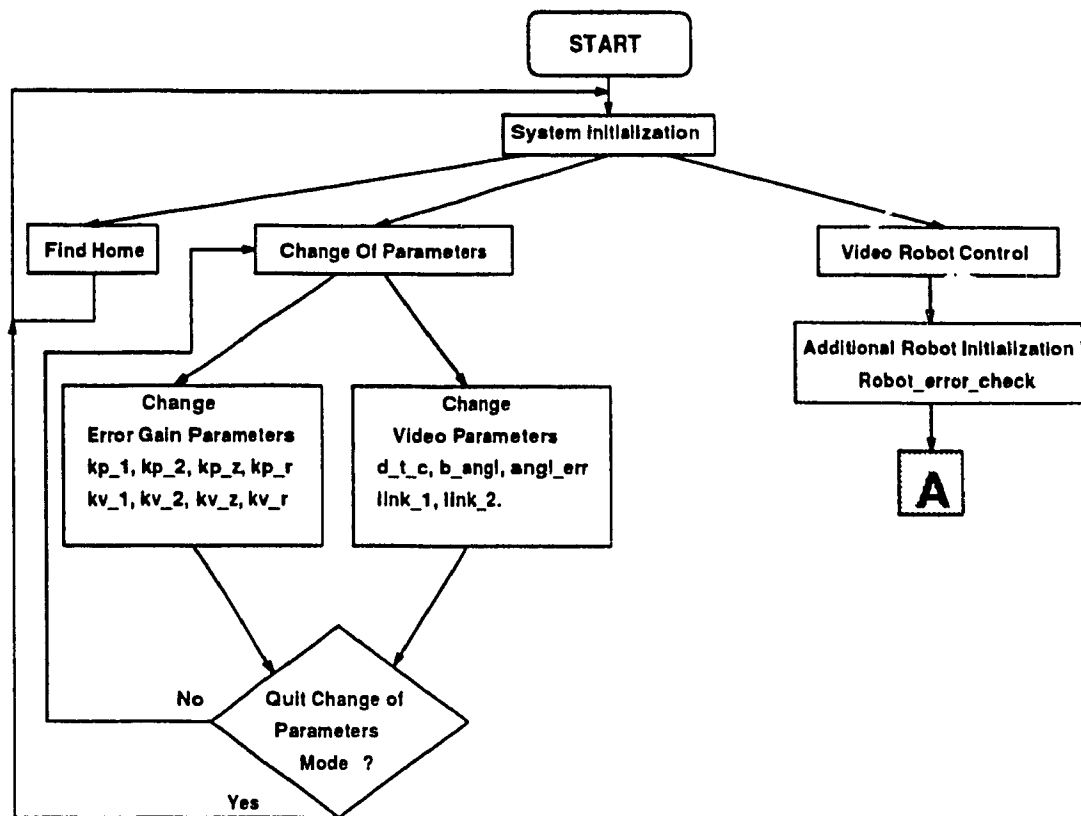 START
System Initialization
Find Home
Change Of Parameters
Video Robot Control
Additional Robot Initialization
Robot_error_check
Change
Error Gain Parameters
kp_1, kp_2, kp_z, kp_r
kv_1, kv_2, kv_z, kv_r
Change
Video Parameters
d_t_c, b_angl, angl_err
link_1, link_2.
A
No
Quit Change of
Parameters
Mode ?
Yes